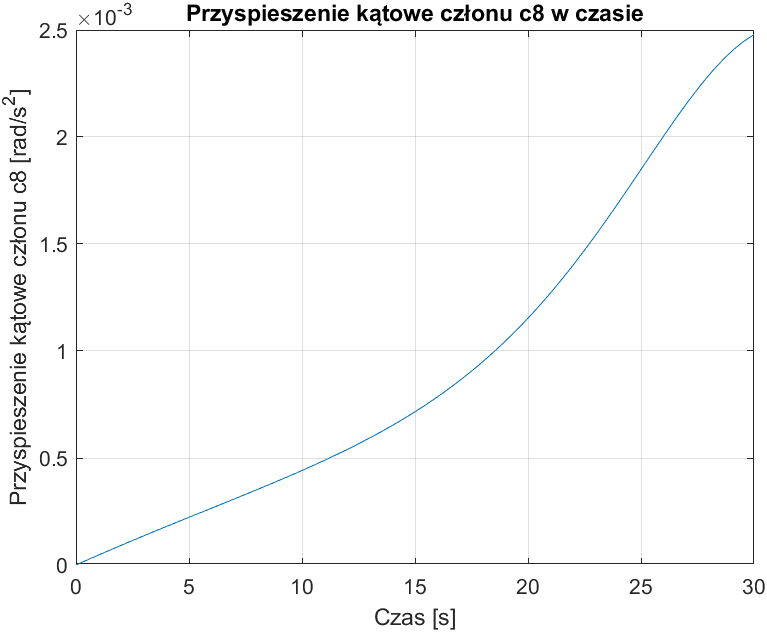 Przyspieszenie kątowe członu c8 w czasie
×10⁻³
Przyspieszenie kątowe członu c8 [rad/s²]
2.5
2
1.5
1
0.5
0
0 5 10 15 20 25 30
Czas [s]